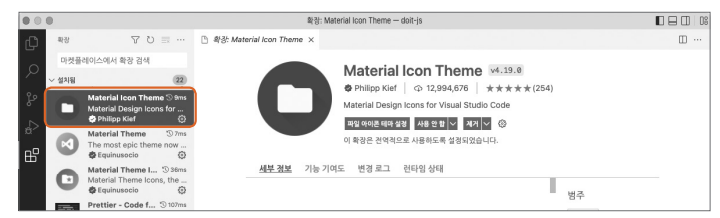 확장: Material Icon Theme — doit-js
확장
확장: Material Icon Theme
마켓플레이스에서 확장 검색
설치됨 22
Material Icon Theme 9ms
Material Design Icons for ...
Philipp Kief
Material Theme 7ms
The most epic theme now ...
Equinusocio
Material Theme I... 36ms
Material Theme Icons, the ...
Equinusocio
Prettier - Code f... 107ms
Material Icon Theme v4.19.0
Philipp Kief | 12,994,676 | ★★★★★(254)
Material Design Icons for Visual Studio Code
파일 아이콘 테마 설정 사용 안 함 제거
이 확장은 전역적으로 사용하도록 설정되었습니다.
세부 정보 기능 기여도 변경 로그 런타임 상태
범주